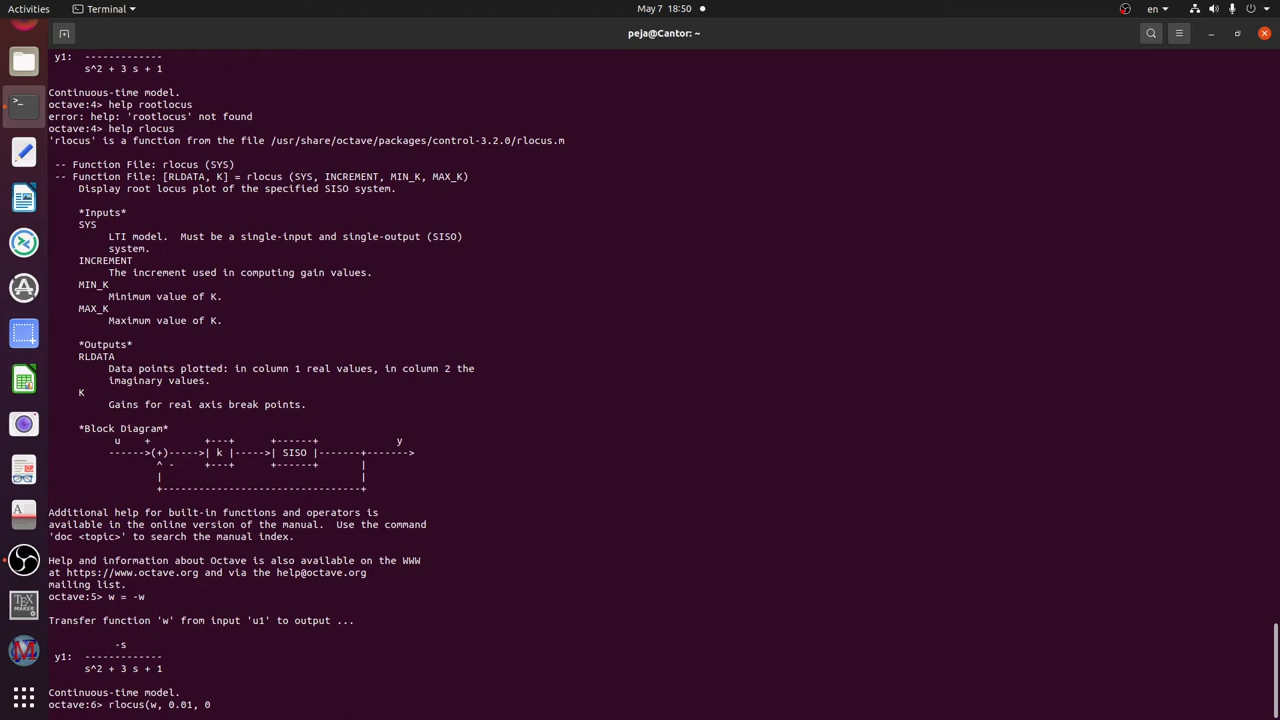 Activities
Terminal
May 7 18:50
en
peja@Cantor: ~
y1:  -------------
s^2 + 3 s + 1
Continuous-time model.
octave:4> help rootlocus
error: help: 'rootlocus' not found
octave:4> help rlocus
'rlocus' is a function from the file /usr/share/octave/packages/control-3.2.0/rlocus.m
-- Function File: rlocus (SYS)
-- Function File: [RLDATA, K] = rlocus (SYS, INCREMENT, MIN_K, MAX_K)
Display root locus plot of the specified SISO system.
*Inputs*
SYS
LTI model.  Must be a single-input and single-output (SISO)
system.
INCREMENT
The increment used in computing gain values.
MIN_K
Minimum value of K.
MAX_K
Maximum value of K.
*Outputs*
RLDATA
Data points plotted: in column 1 real values, in column 2 the
imaginary values.
K
Gains for real axis break points.
*Block Diagram*
u    +         +---+      +------+             y
------>(+)----->| k |----->| SISO |-------+------->
^ -     +---+      +------+       |
|                                 |
+---------------------------------+
Additional help for built-in functions and operators is
available in the online version of the manual.  Use the command
'doc <topic>' to search the manual index.
Help and information about Octave is also available on the WWW
at https://www.octave.org and via the help@octave.org
mailing list.
octave:5> w = -w
Transfer function 'w' from input 'u1' to output ...
-s
y1:  -------------
s^2 + 3 s + 1
Continuous-time model.
octave:6> rlocus(w, 0.01, 0